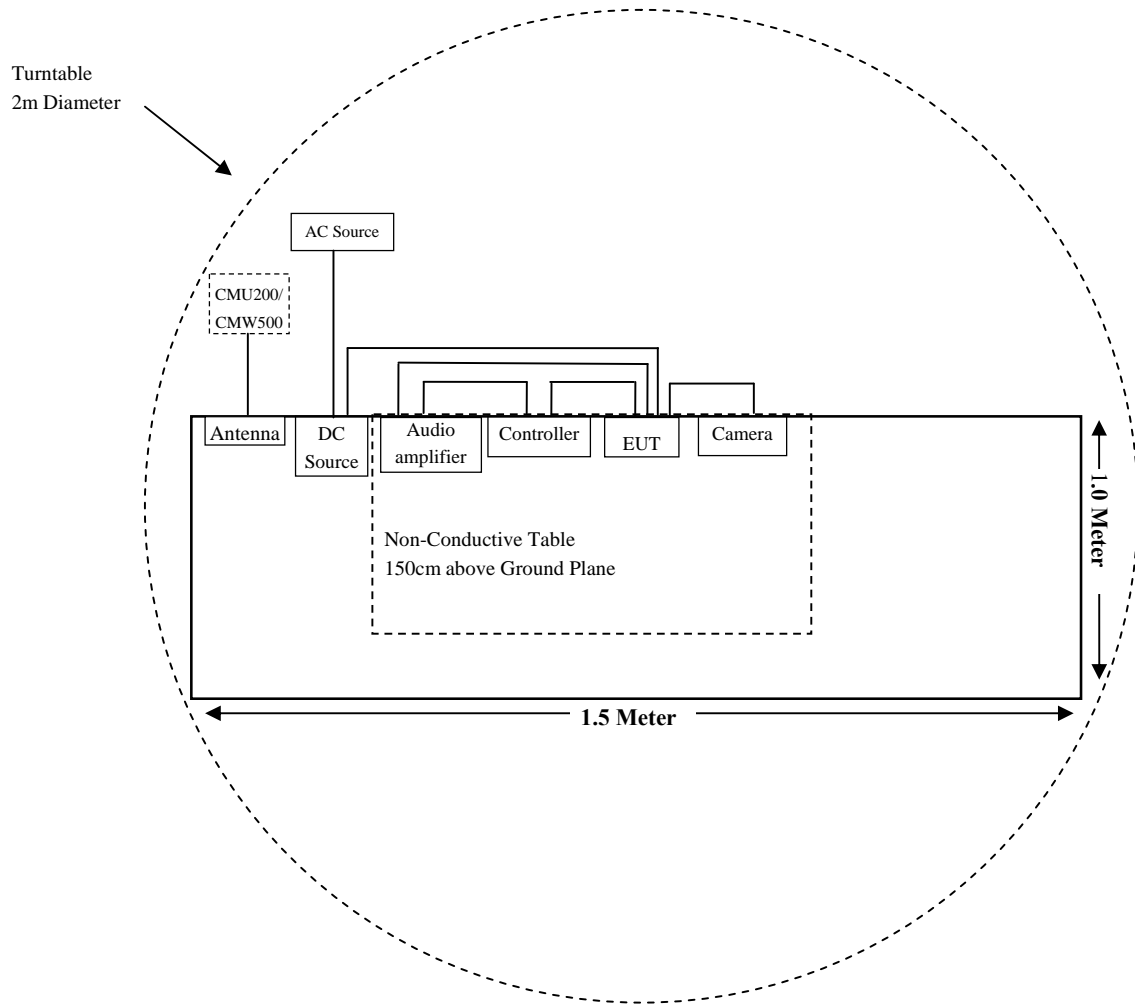 Turntable
2m Diameter
AC Source
CMU200/
CMW500
Antenna
DC
Source
Audio
amplifier
Controller
EUT
Camera
Non-Conductive Table
150cm above Ground Plane
1.0 Meter
1.5 Meter